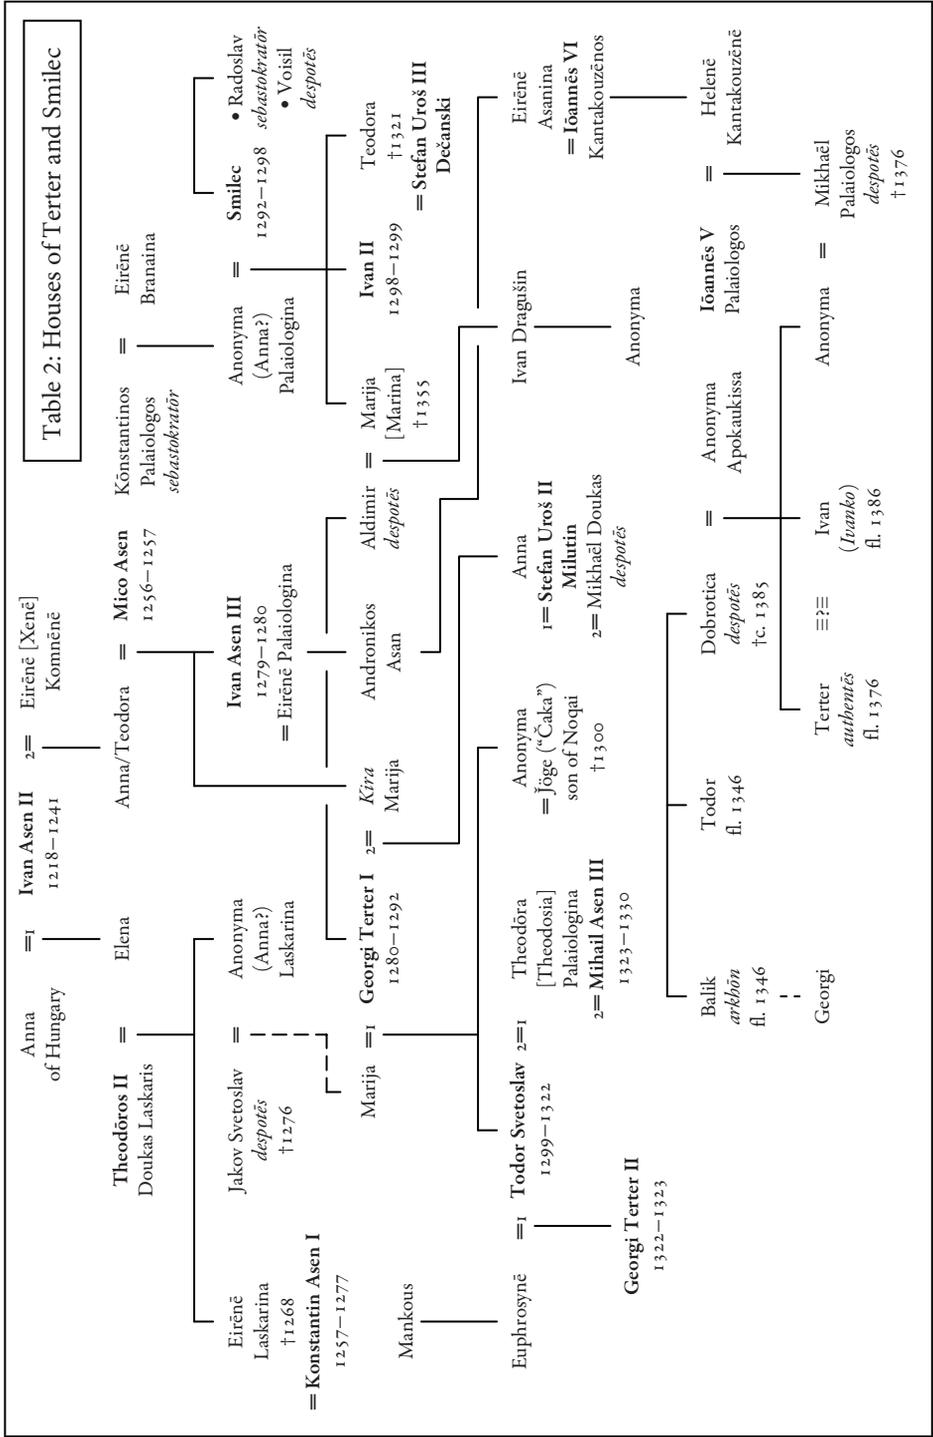 Table 2: Houses of Terter and Smilec
Anna
of Hungary
=1
Ivan Asen II
1218–1241
2=
Eirēnē [Xenē]
Komnēnē
Theodōros II
Doukas Laskaris
=
Elena
Anna/Teodora
=
Mico Asen
1256–1257
Kōnstantinos
Palaiologos
sebastokratōr
=
Eirēnē
Branaina
Eirēnē
Laskarina
†1268
= Konstantin Asen I
1257–1277
Jakov Svetoslav
despotēs
†1276
=
Anonyma
(Anna?)
Laskarina
Ivan Asen III
1279–1280
= Eirēnē Palaiologina
Anonyma
(Anna?)
Palaiologina
=
Smilec
1292–1298
• Radoslav
sebastokratōr
• Voisil
despotēs
Mankous
Marija
=1
Georgi Terter I
1280–1292
2=
Kira
Marija
Andronikos
Asan
Aldimir
despotēs
=
Marija
[Marina]
†1355
Ivan II
1298–1299
Teodora
†1321
= Stefan Uroš III
Dečanski
Euphrosynē
=1
Todor Svetoslav
1299–1322
2=1
Theodōra
[Theodosia]
Palaiologina
2= Mihail Asen III
1323–1330
Anonyma
= J̌öge (“Čaka”)
son of Noqai
†1300
Anna
1= Stefan Uroš II
Milutin
2= Mikhaēl Doukas
despotēs
Ivan Dragušin
Eirēnē
Asanina
= Iōannēs VI
Kantakouzēnos
Georgi Terter II
1322–1323
Anonyma
Balik
arkhōn
fl. 1346
Todor
fl. 1346
Dobrotica
despotēs
†c. 1385
=
Anonyma
Apokaukissa
Iōannēs V
Palaiologos
=
Helenē
Kantakouzēnē
Georgi
Terter
authentēs
fl. 1376
≡?≡
Ivan
(Ivanko)
fl. 1386
Anonyma
=
Mikhaēl
Palaiologos
despotēs
†1376